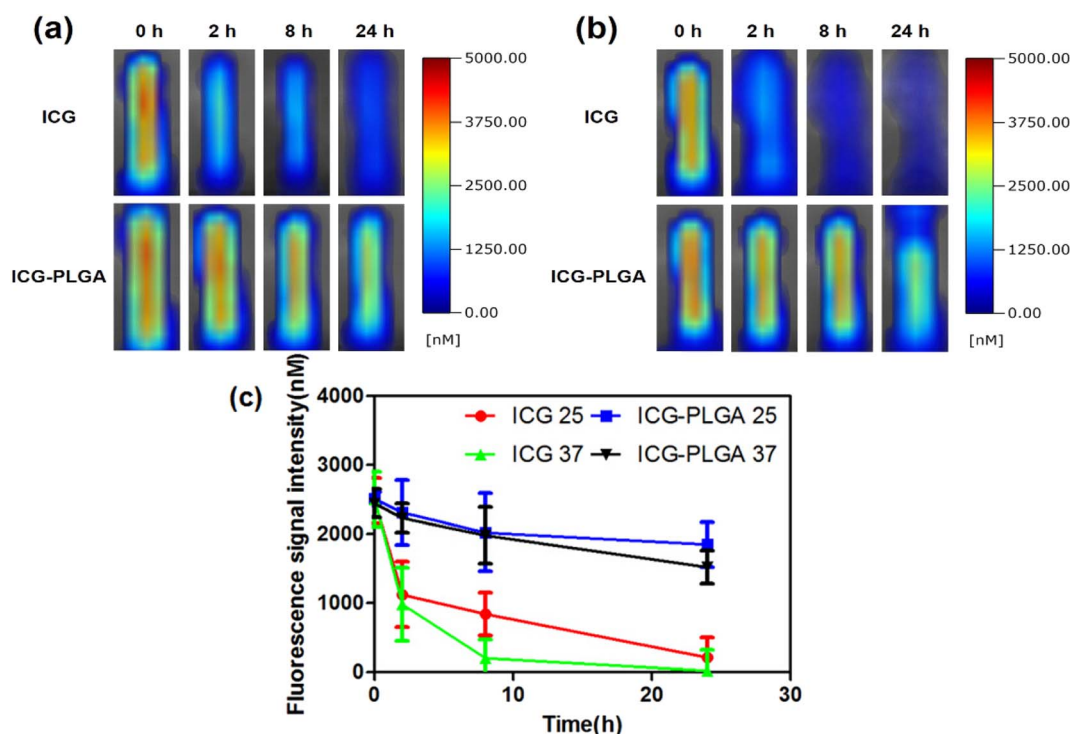 (a)
0 h 2 h 8 h 24 h
ICG
ICG-PLGA
5000.00
3750.00
2500.00
1250.00
0.00
[nM]
(b)
0 h 2 h 8 h 24 h
ICG
ICG-PLGA
5000.00
3750.00
2500.00
1250.00
0.00
[nM]
(c)
Fluorescence signal intensity(nM)
4000
3000
2000
1000
0
ICG 25 ICG-PLGA 25
ICG 37 ICG-PLGA 37
0 10 20 30
Time(h)